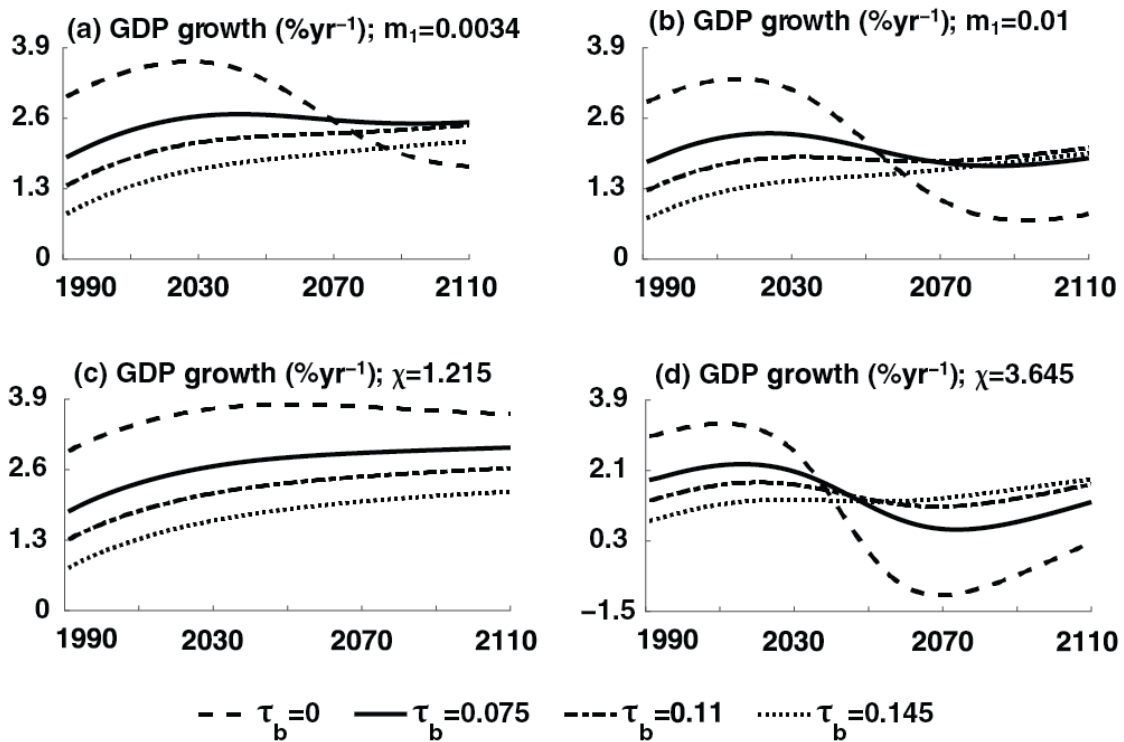 (a) GDP growth (%yr⁻¹); m₁=0.0034
3.9
2.6
1.3
0
1990 2030 2070 2110
(b) GDP growth (%yr⁻¹); m₁=0.01
3.9
2.6
1.3
0
1990 2030 2070 2110
(c) GDP growth (%yr⁻¹); χ=1.215
3.9
2.6
1.3
0
1990 2030 2070 2110
(d) GDP growth (%yr⁻¹); χ=3.645
3.9
2.1
0.3
−1.5
1990 2030 2070 2110
τ_b=0 τ_b=0.075 τ_b=0.11 τ_b=0.145